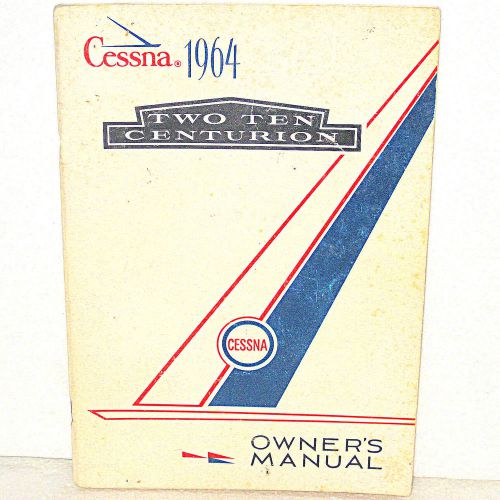 Cessna® 1964
TWO TEN
CENTURION
CESSNA
OWNER'S
MANUAL